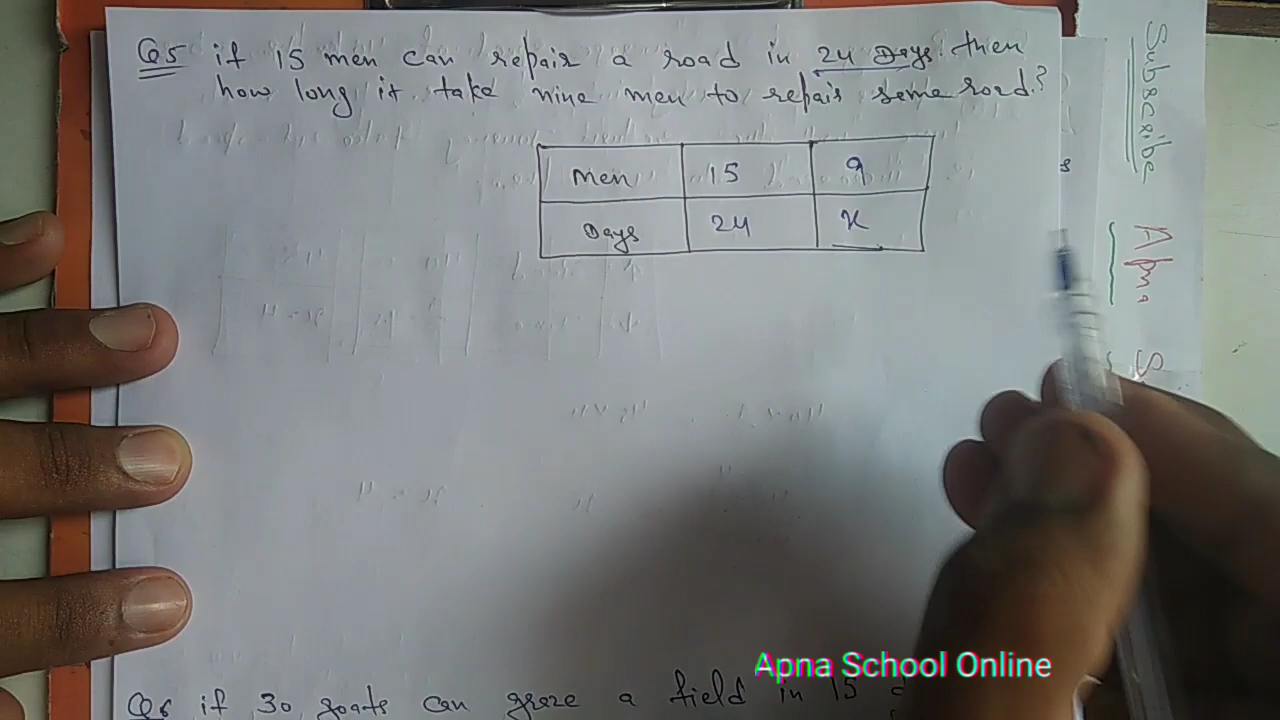 Q5 if 15 men can repair a road in 24 Days. then
how long it take nine men to repair same road.?
Men 15 9
Days 24 x
Subscribe
Apna S
Apna School Online
Q6 if 30 goats can graze a field in 15